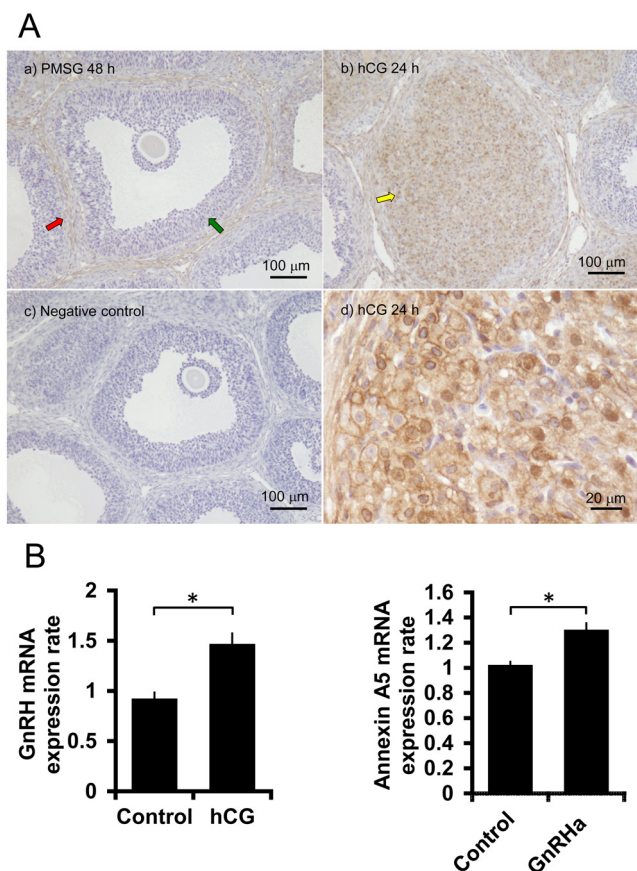 A
a) PMSG 48 h
b) hCG 24 h
100 μm
100 μm
c) Negative control
d) hCG 24 h
100 μm
20 μm
B
GnRH mRNA
expression rate
2
1.5
1
0.5
0
*
Control
hCG
Annexin A5 mRNA
expression rate
1.6
1.4
1.2
1
0.8
0.6
0.4
0.2
0
*
Control
GnRHa